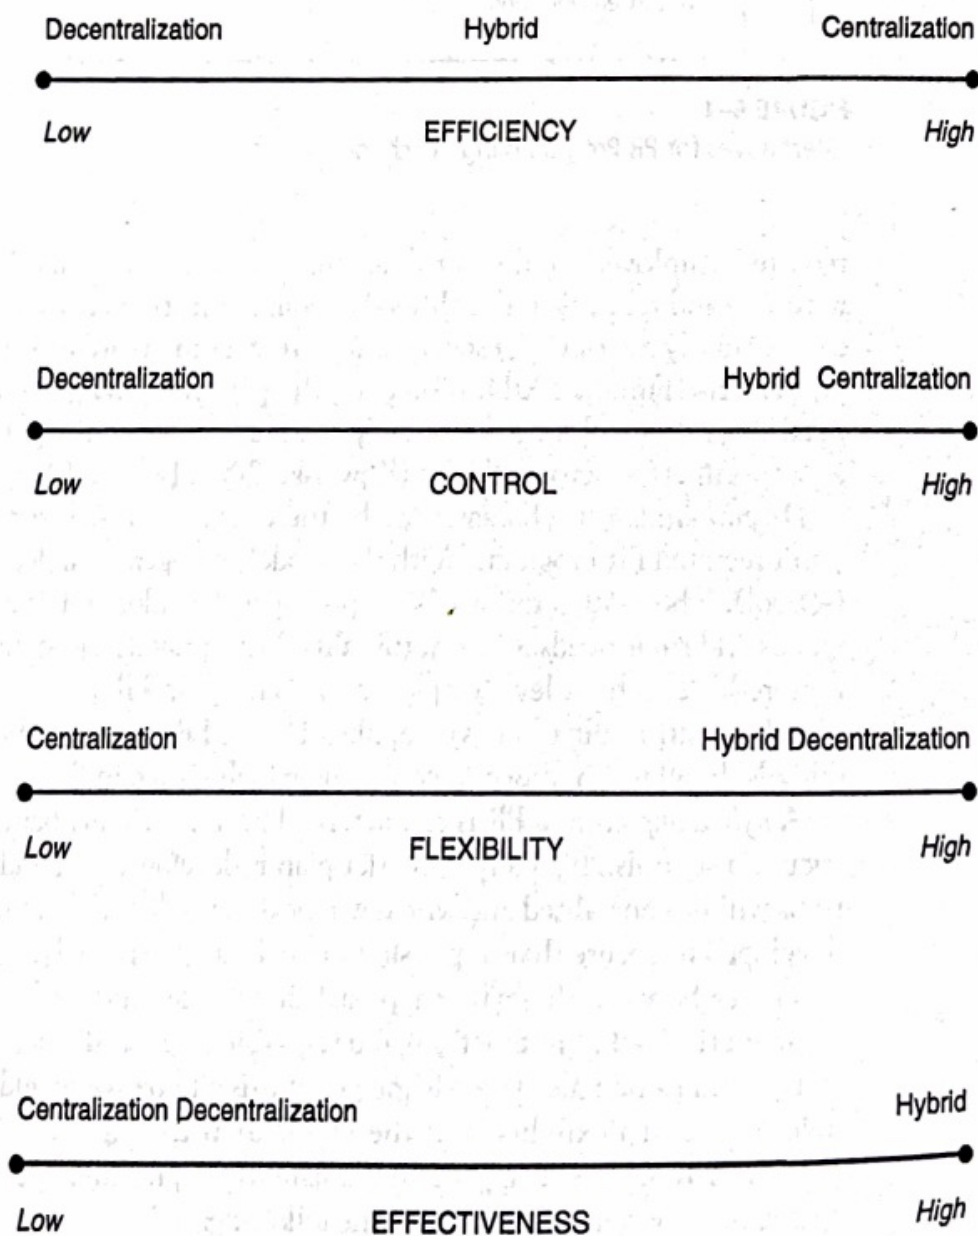 Decentralization Hybrid Centralization
Low EFFICIENCY High
Decentralization Hybrid Centralization
Low CONTROL High
Centralization Hybrid Decentralization
Low FLEXIBILITY High
Centralization Decentralization Hybrid
Low EFFECTIVENESS High